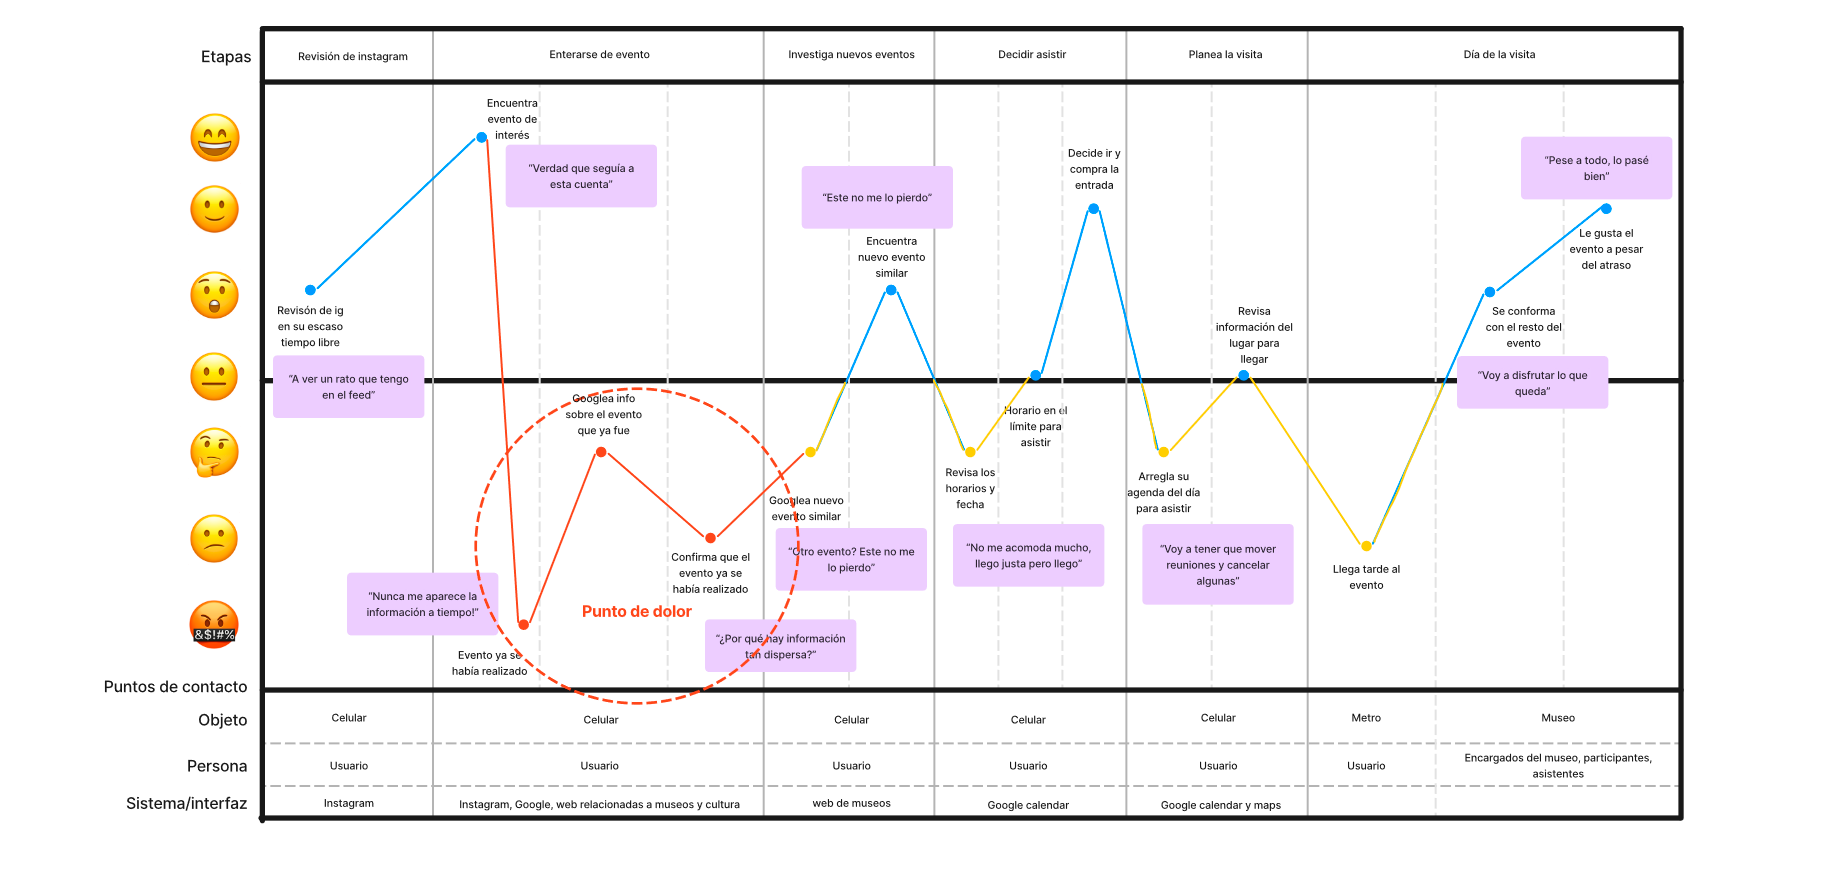 Etapas
Revisión de instagram
Enterarse de evento
Investiga nuevos eventos
Decidir asistir
Planea la visita
Día de la visita
Revisón de ig
en su escaso
tiempo libre
“A ver un rato que tengo
en el feed”
Encuentra
evento de
interés
“Verdad que seguía a
esta cuenta”
“Nunca me aparece la
información a tiempo!”
Evento ya se
había realizado
Googlea info
sobre el evento
que ya fue
Confirma que el
evento ya se
había realizado
Punto de dolor
“¿Por qué hay información
tan dispersa?”
“Este no me lo pierdo”
Encuentra
nuevo evento
similar
Googlea nuevo
evento similar
“Otro evento? Este no me
lo pierdo”
Decide ir y
compra la
entrada
Horario en el
límite para
asistir
Revisa los
horarios y
fecha
“No me acomoda mucho,
llego justa pero llego”
Revisa
información del
lugar para
llegar
Arregla su
agenda del día
para asistir
“Voy a tener que mover
reuniones y cancelar
algunas”
“Pese a todo, lo pasé
bien”
Le gusta el
evento a pesar
del atraso
Se conforma
con el resto del
evento
“Voy a disfrutar lo que
queda”
Llega tarde al
evento
&$!#%
Puntos de contacto
Objeto
Celular
Celular
Celular
Celular
Celular
Metro
Museo
Persona
Usuario
Usuario
Usuario
Usuario
Usuario
Usuario
Encargados del museo, participantes,
asistentes
Sistema/interfaz
Instagram
Instagram, Google, web relacionadas a museos y cultura
web de museos
Google calendar
Google calendar y maps